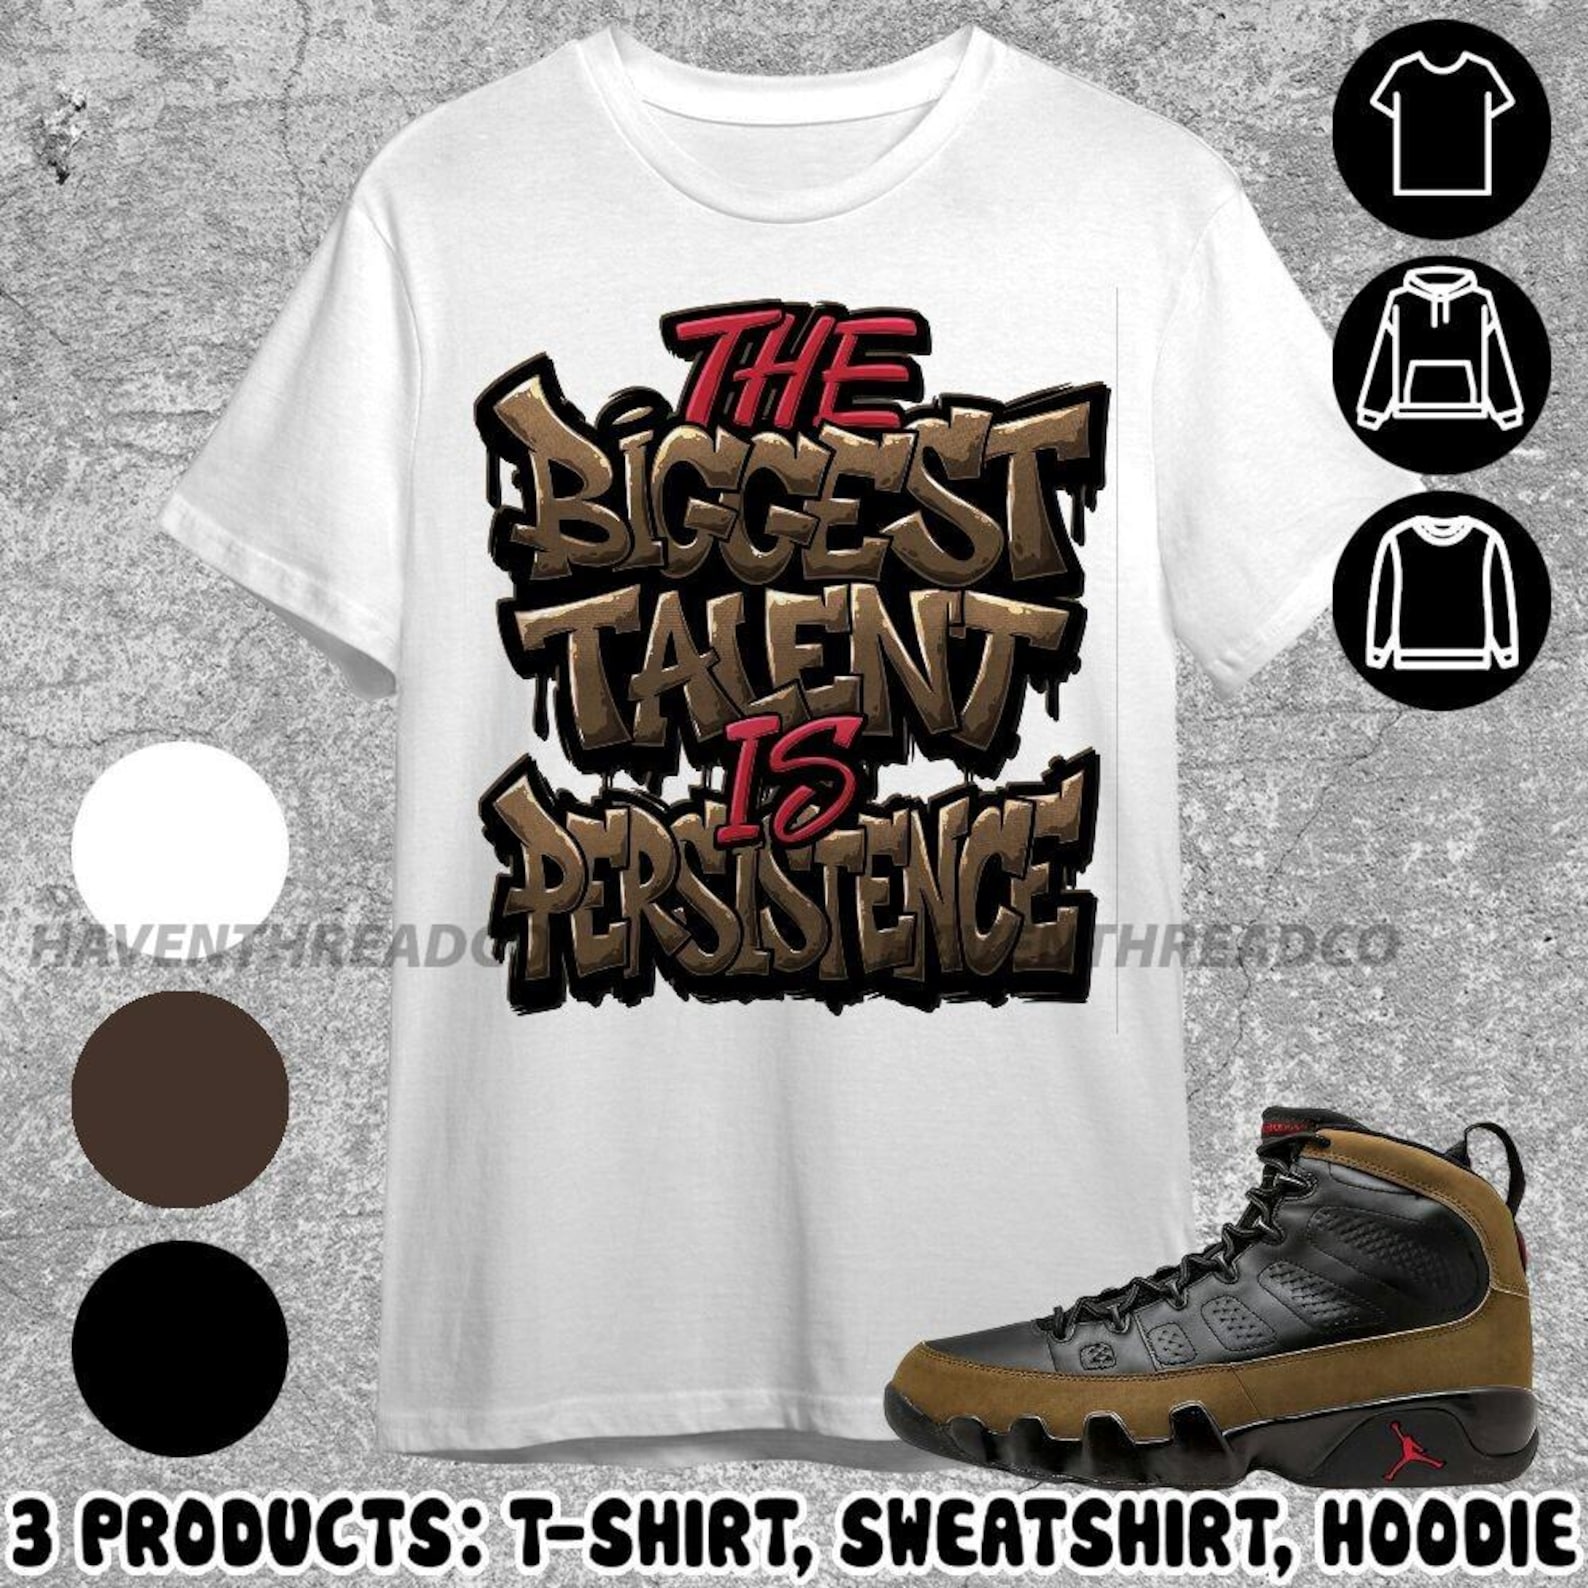 THE
BIGGEST
TALENT
IS
PERSISTENCE
HAVENTHREADCO HAVENTHREADCO
3 PRODUCTS: T-SHIRT, SWEATSHIRT, HOODIE